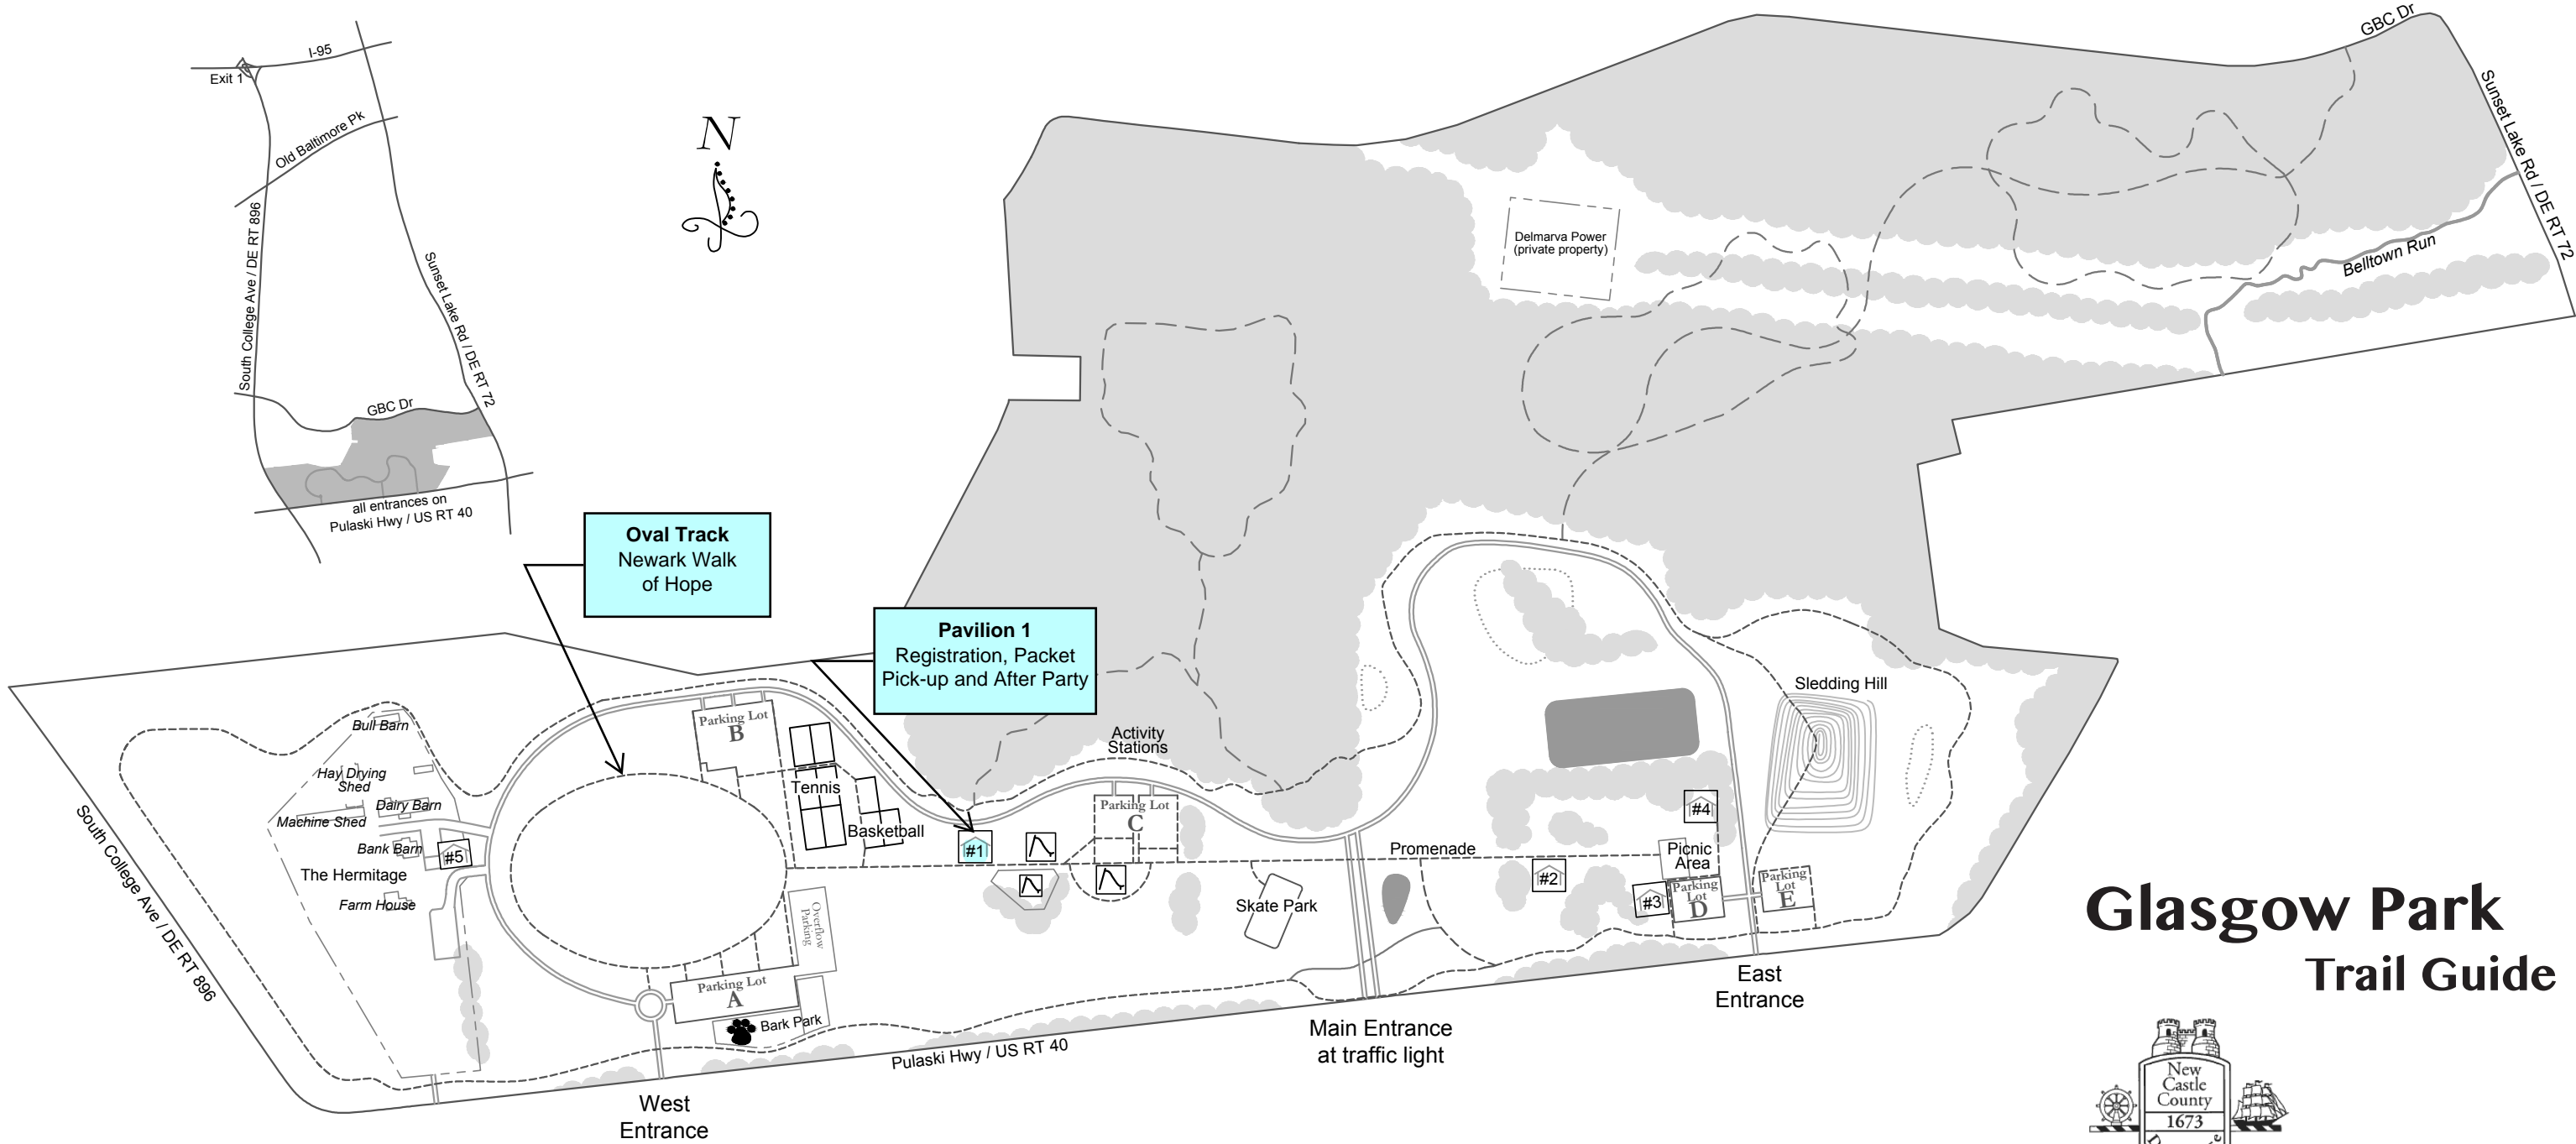 I-95
Exit 1
Old Baltimore Pk
South College Ave / DE RT 896
Sunset Lake Rd / DE RT 72
GBC Dr
all entrances on
Pulaski Hwy / US RT 40
N
GBC Dr
Sunset Lake Rd / DE RT 72
Delmarva Power
(private property)
Belltown Run
Oval Track
Newark Walk
of Hope
Pavilion 1
Registration, Packet
Pick-up and After Party
Bull Barn
Hay Drying
Shed
Dairy Barn
Machine Shed
Bank Barn
#5
The Hermitage
Farm House
South College Ave / DE RT 896
Parking Lot
B
Tennis
Basketball
#1
Activity
Stations
Parking Lot
C
Overflow
Parking
Parking Lot
A
Bark Park
Skate Park
Promenade
#2
Sledding Hill
#4
Picnic
Area
#3
Parking
Lot
D
Parking
Lot
E
Pulaski Hwy / US RT 40
West
Entrance
Main Entrance
at traffic light
East
Entrance
Glasgow Park
Trail Guide
New
Castle
County
1673